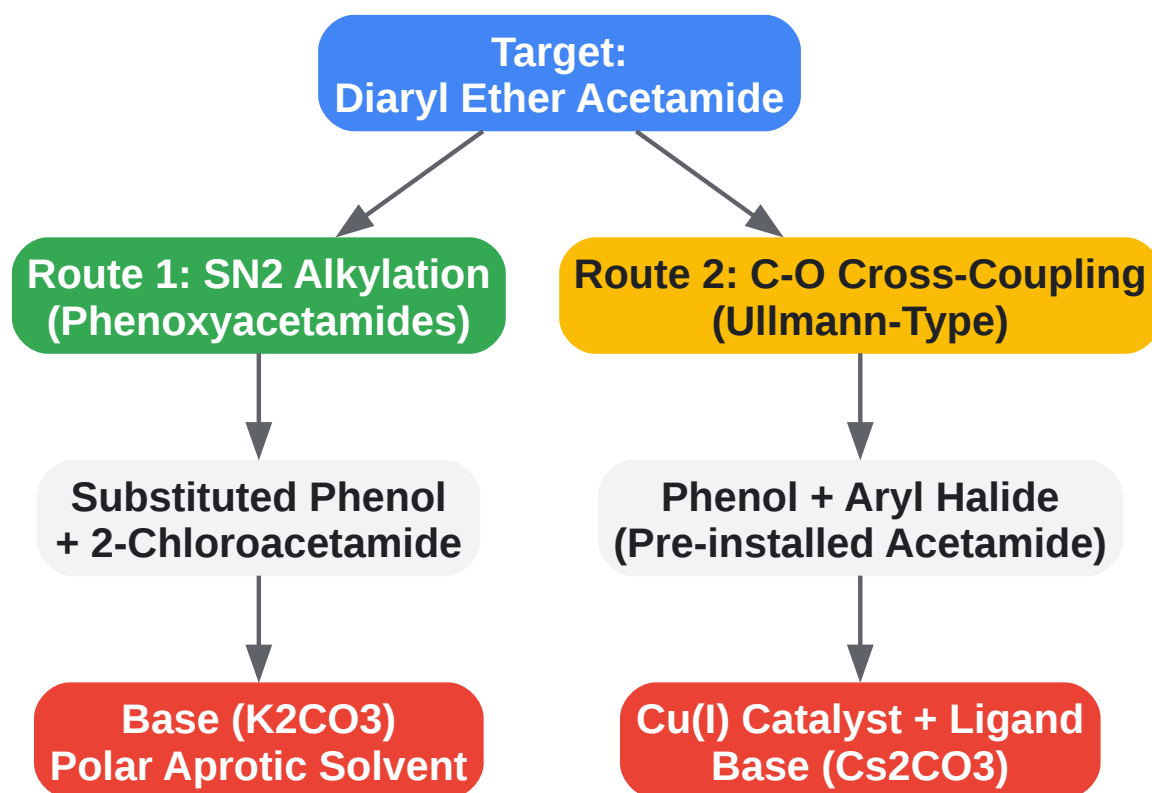 Target:
Diaryl Ether Acetamide
Route 1: SN2 Alkylation
(Phenoxyacetamides)
Route 2: C-O Cross-Coupling
(Ullmann-Type)
Substituted Phenol
+ 2-Chloroacetamide
Phenol + Aryl Halide
(Pre-installed Acetamide)
Base (K2CO3)
Polar Aprotic Solvent
Cu(I) Catalyst + Ligand
Base (Cs2CO3)